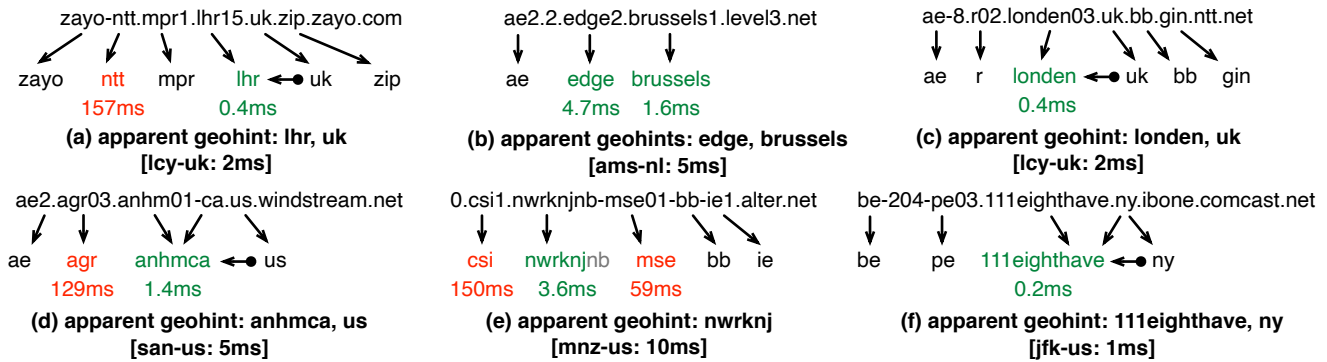 zayo-ntt.mpr1.lhr15.uk.zip.zayo.com
zayo ntt mpr lhr uk zip
157ms 0.4ms
(a) apparent geohint: lhr, uk
[lcy-uk: 2ms]
ae2.2.edge2.brussels1.level3.net
ae edge brussels
4.7ms 1.6ms
(b) apparent geohints: edge, brussels
[ams-nl: 5ms]
ae-8.r02.londen03.uk.bb.gin.ntt.net
ae r londen uk bb gin
0.4ms
(c) apparent geohint: londen, uk
[lcy-uk: 2ms]
ae2.agr03.anhm01-ca.us.windstream.net
ae agr anhmca us
129ms 1.4ms
(d) apparent geohint: anhmca, us
[san-us: 5ms]
0.csi1.nwrknjnb-mse01-bb-ie1.alter.net
csi nwrknjnb mse bb ie
150ms 3.6ms 59ms
(e) apparent geohint: nwrknj
[mnz-us: 10ms]
be-204-pe03.111eighthave.ny.ibone.comcast.net
be pe 111eighthave ny
0.2ms
(f) apparent geohint: 111eighthave, ny
[jfk-us: 1ms]